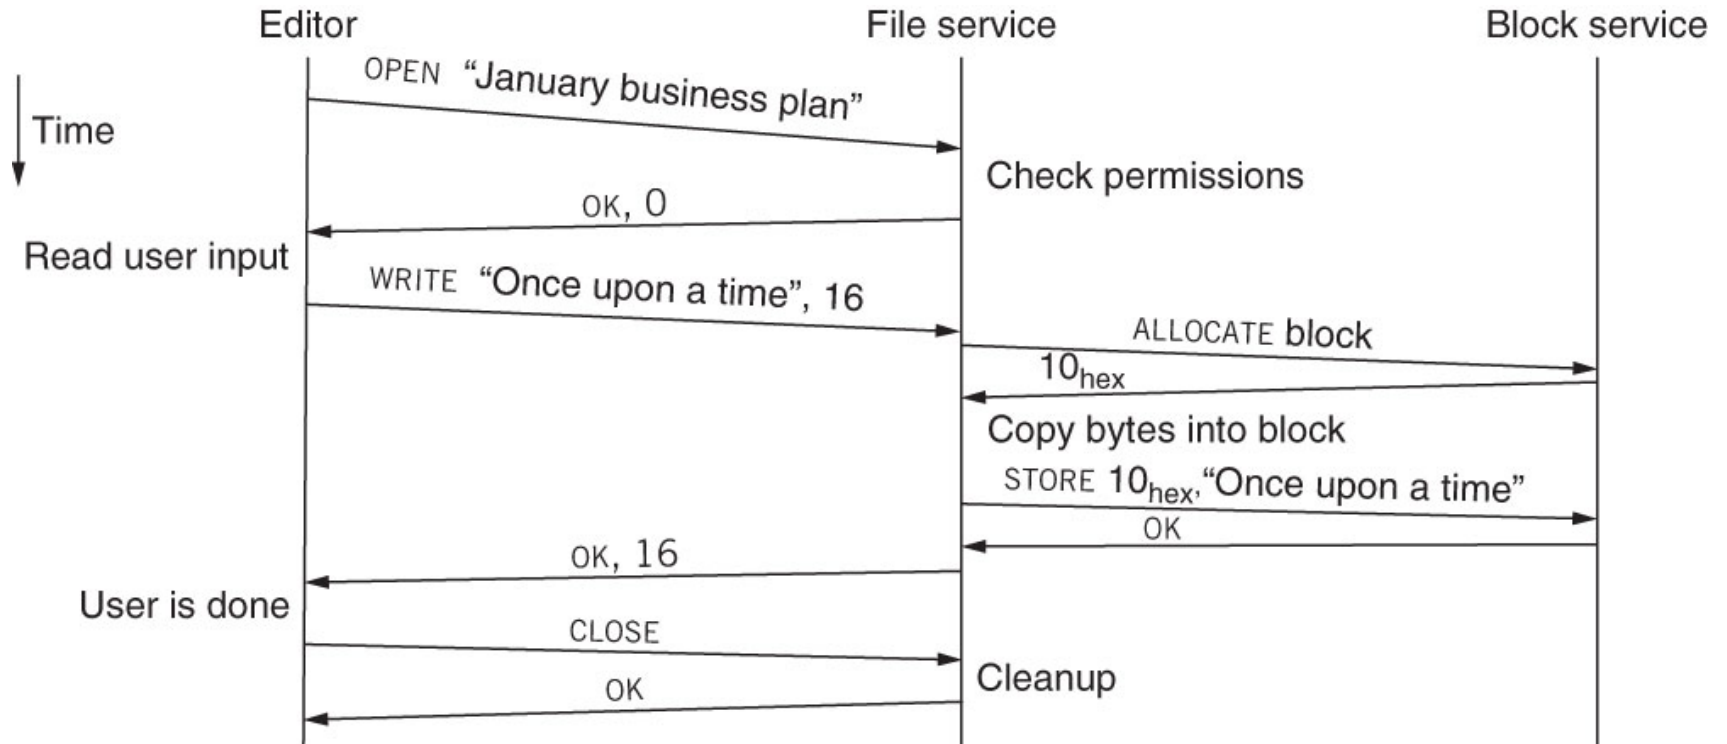 Editor
File service
Block service
OPEN “January business plan”
Time
Check permissions
OK, 0
Read user input
WRITE “Once upon a time”, 16
ALLOCATE block
10hex
Copy bytes into block
STORE 10hex,“Once upon a time”
OK
OK, 16
User is done
CLOSE
Cleanup
OK